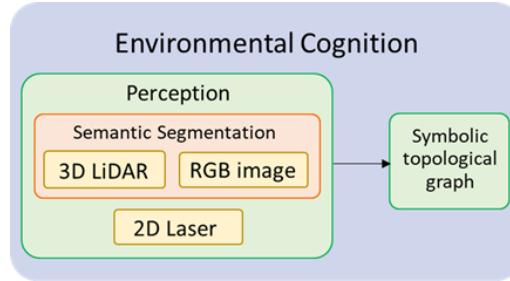 Environmental Cognition
Perception
Semantic Segmentation
3D LiDAR
RGB image
2D Laser
Symbolic
topological
graph